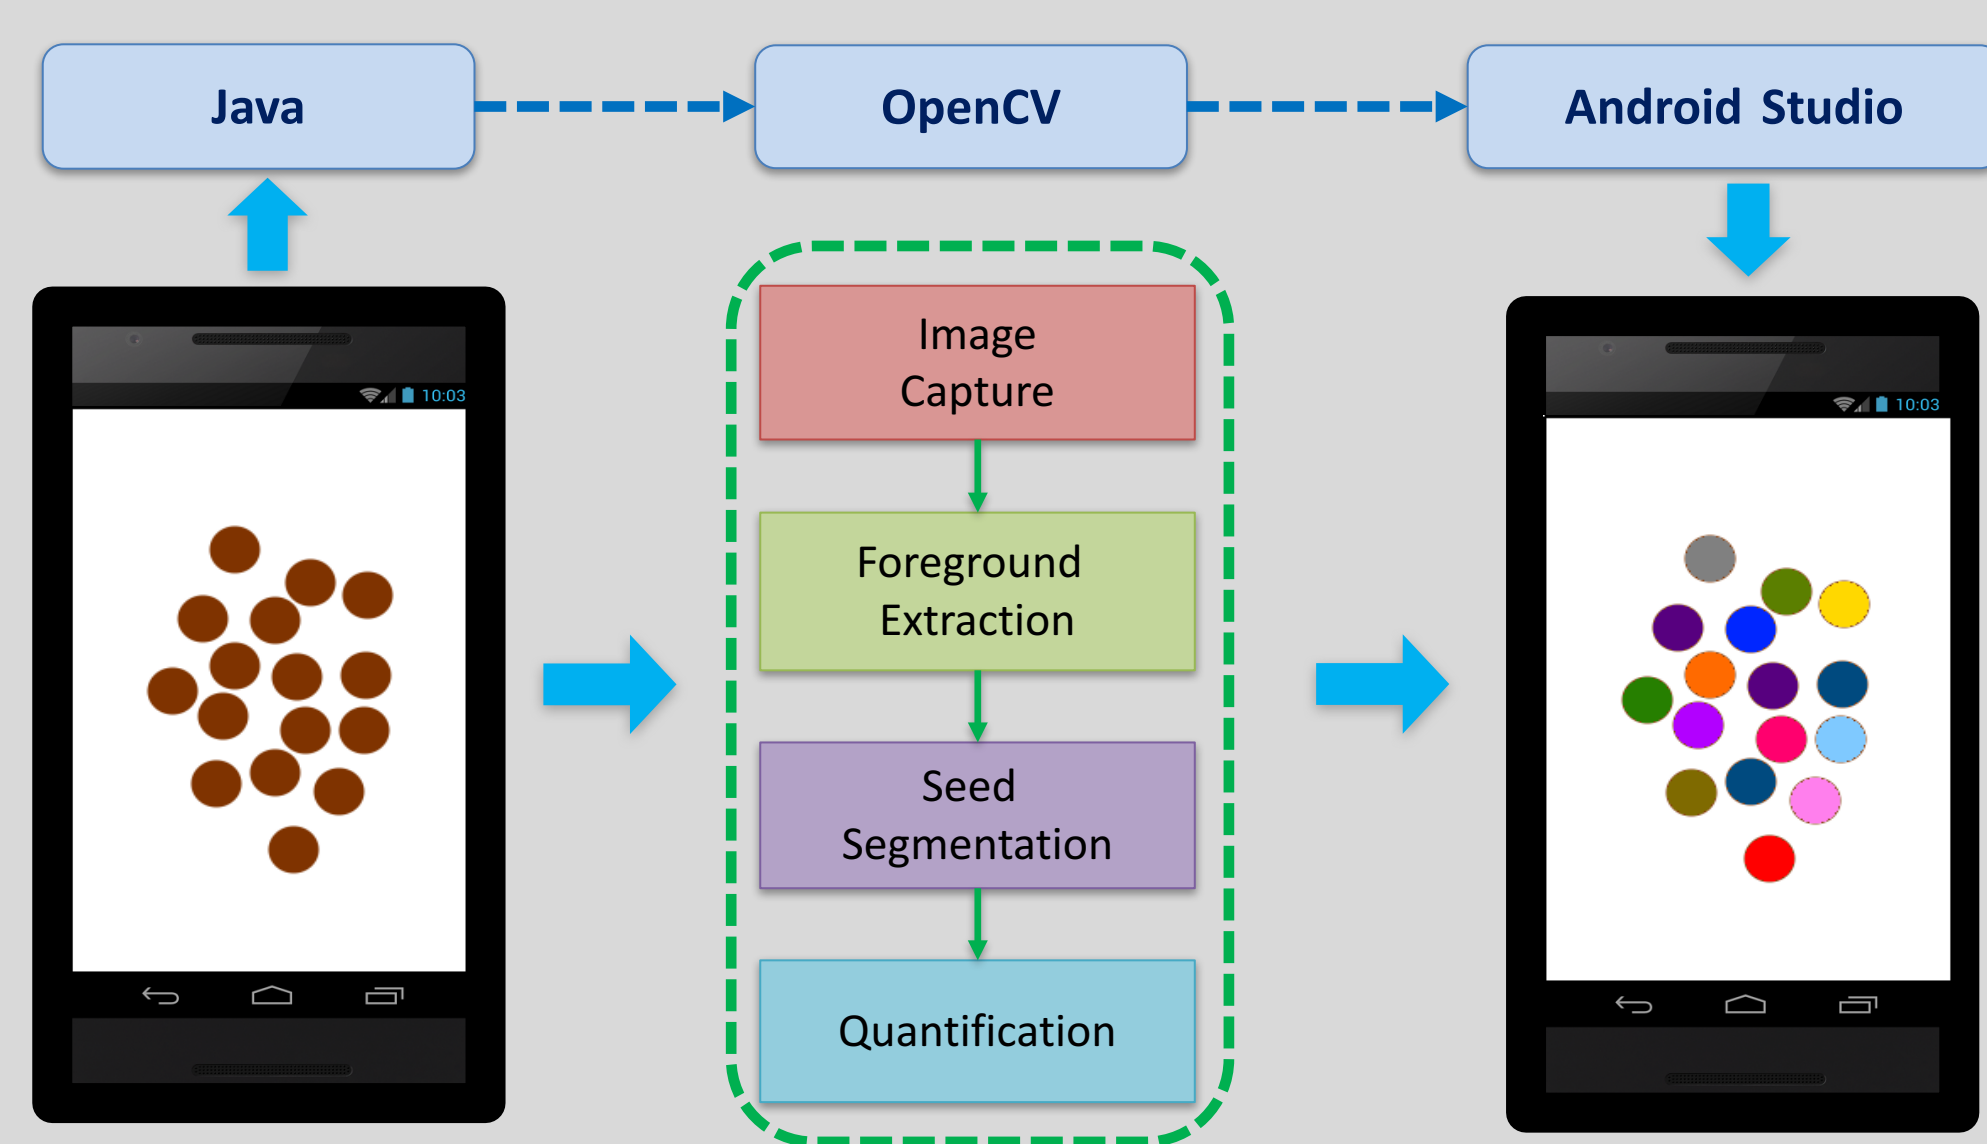 Java
OpenCV
Android Studio
10:03
Image
Capture
Foreground
Extraction
Seed
Segmentation
Quantification
10:03